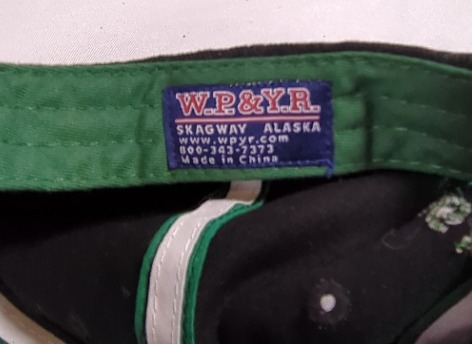 W.P.&Y.R.
SKAGWAY ALASKA
www.wpyr.com
800-343-7373
Made in China